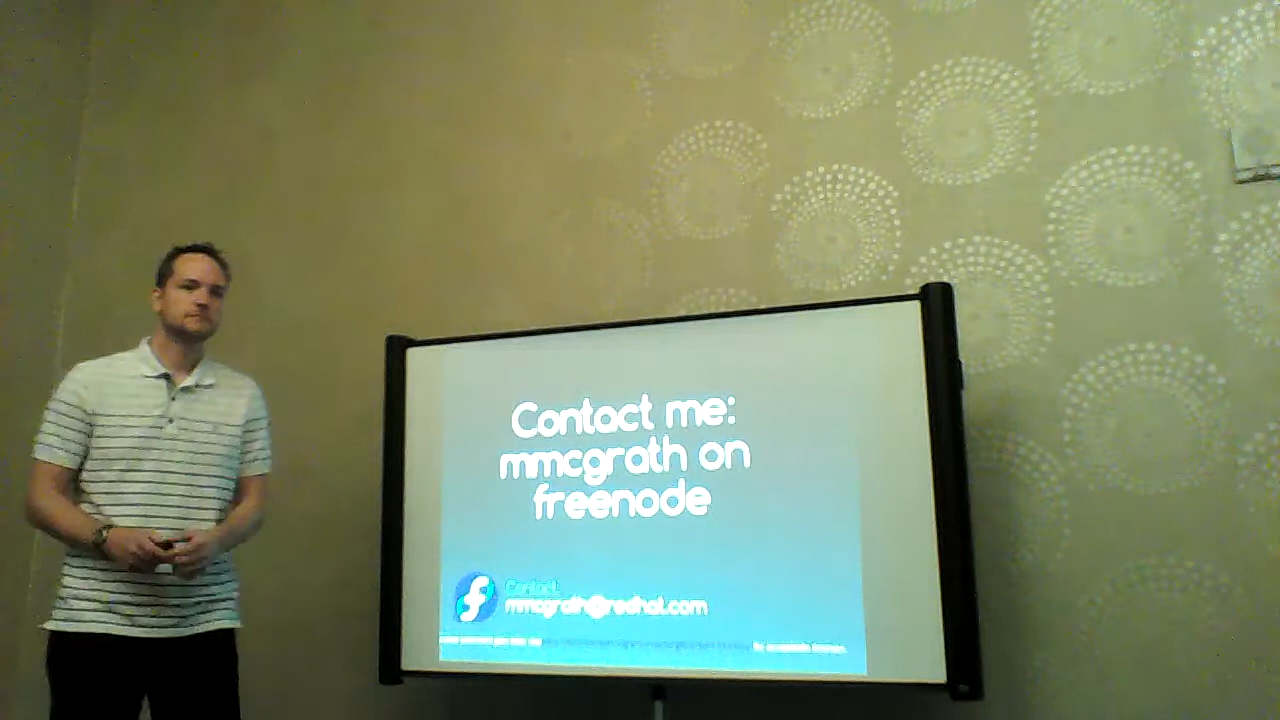 Contact me:
mmcgrath on
freenode
Contact:
mmcgrath@redhat.com